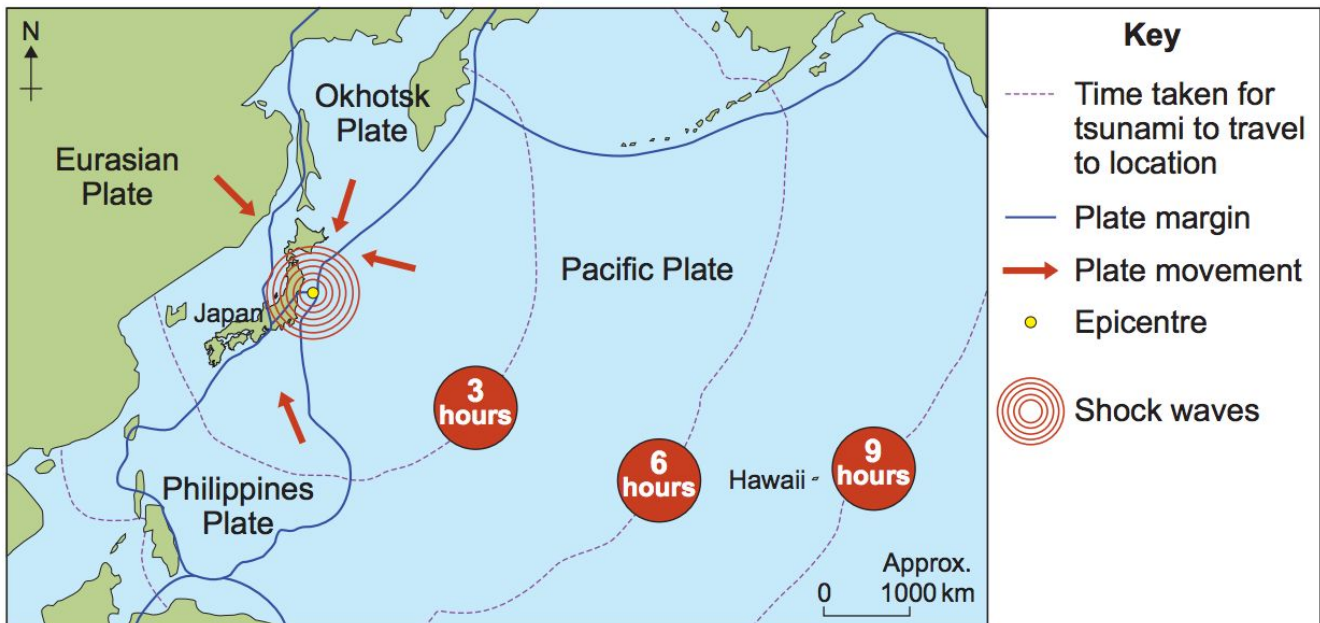 N
Okhotsk
Plate
Eurasian
Plate
Pacific Plate
Japan
3
hours
6
hours
Hawaii
9
hours
Philippines
Plate
Approx.
0 1000 km
Key
Time taken for
tsunami to travel
to location
Plate margin
Plate movement
Epicentre
Shock waves